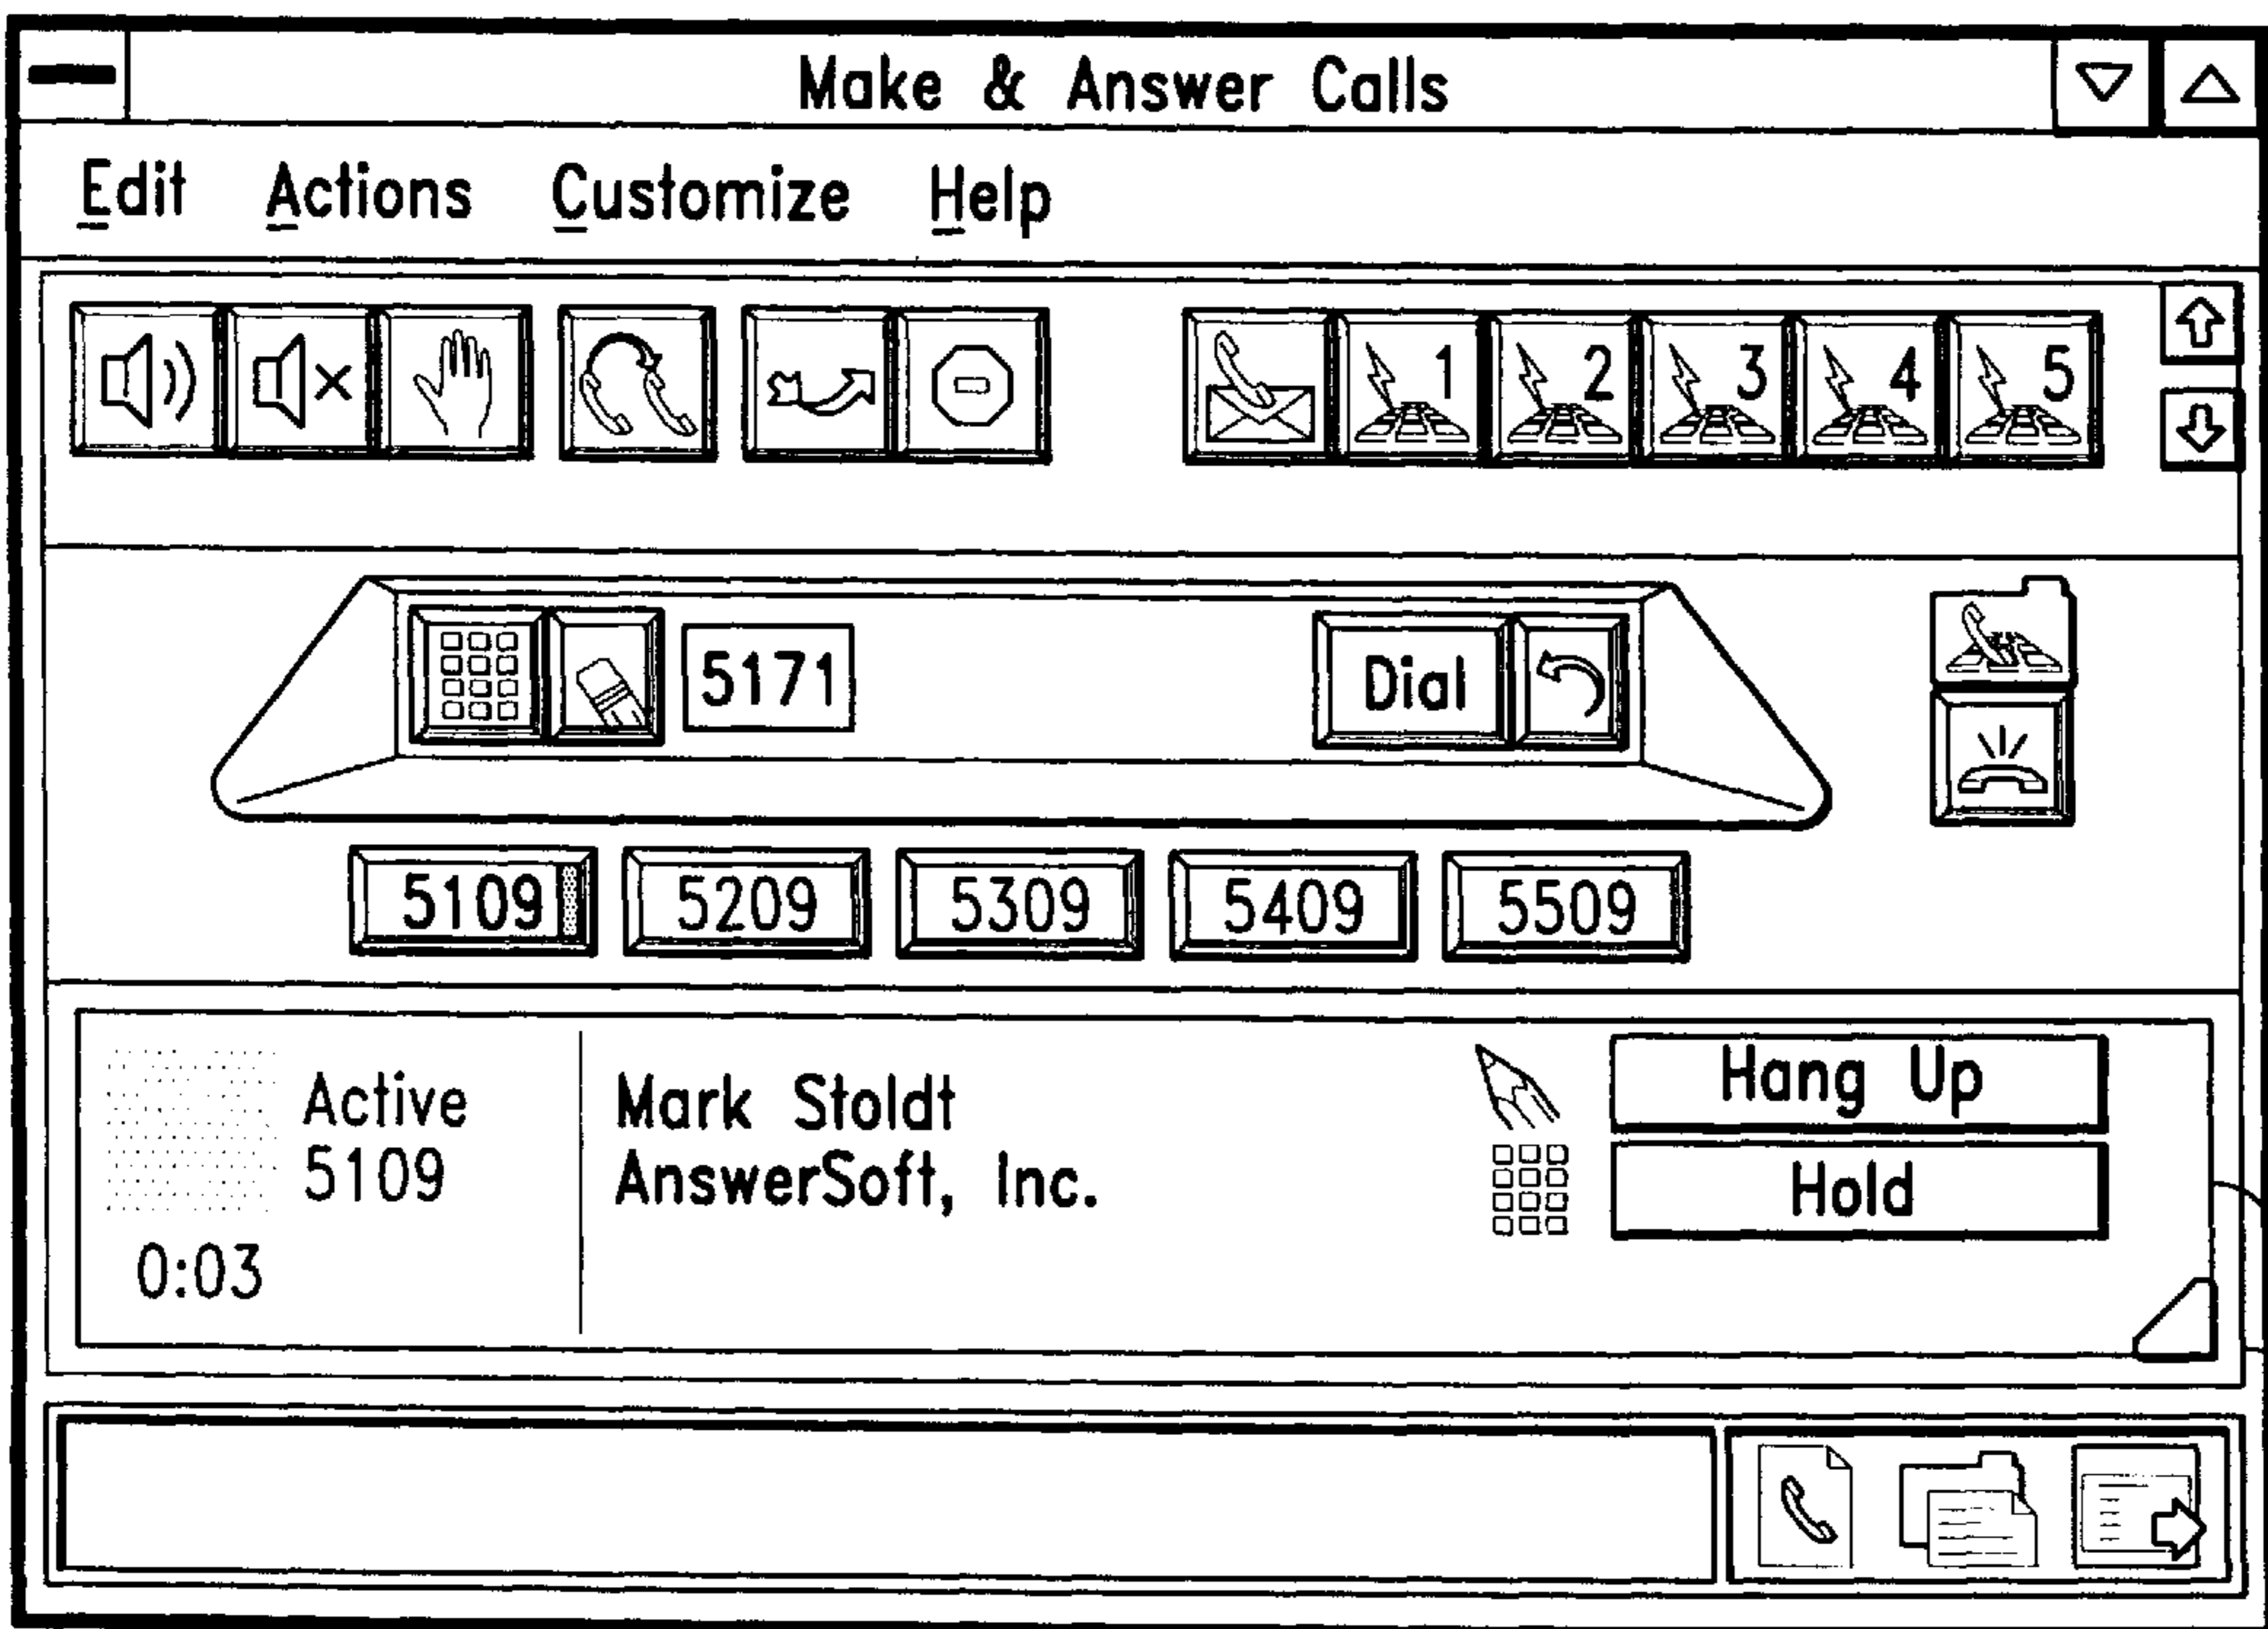 Make & Answer Calls
Edit Actions Customize Help
1 2 3 4 5
5171 Dial
5109 5209 5309 5409 5509
Active
5109
0:03
Mark Stoldt
AnswerSoft, Inc.
Hang Up
Hold